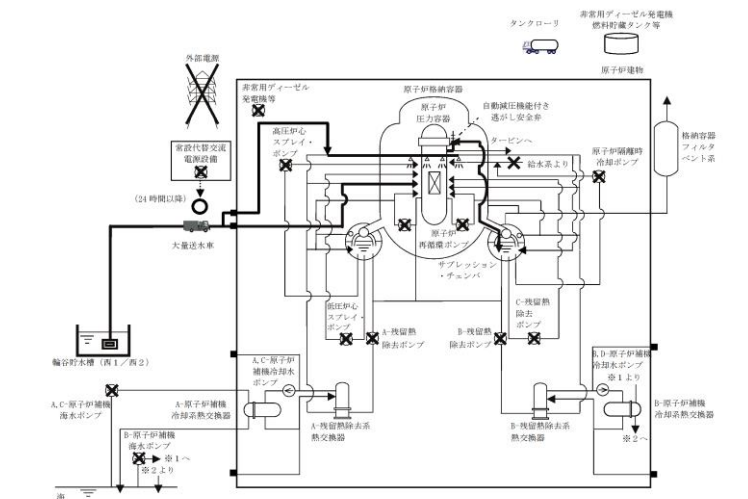 タンクローリ
非常用ディーゼル発電機
燃料貯蔵タンク等
外部電源
原子炉建物
非常用ディーゼル
発電機等
原子炉格納容器
原子炉
圧力容器
自動減圧機能付き
逃がし安全弁
タービンへ
給水系より
高圧炉心
スプレイ・
ポンプ
常設代替交流
電源設備
原子炉隔離時
冷却ポンプ
格納容器
フィルタ
ベント系
(24時間以降)
大量送水車
原子炉
再循環ポンプ
サプレッション
・チェンバ
低圧炉心
スプレイ・
ポンプ
A-残留熱
除去ポンプ
B-残留熱
除去ポンプ
C-残留熱
除去
ポンプ
輪谷貯水槽(西1/西2)
A,C-原子炉
補機冷却水
ポンプ
B,D-原子炉補機
冷却水ポンプ
※1より
A,C-原子炉補機
海水ポンプ
A-原子炉補機
冷却系熱交換器
A-残留熱除去系
熱交換器
B-残留熱除去系
熱交換器
B-原子炉補機
冷却系熱交換器
※2へ
B-原子炉補機
海水ポンプ
※1へ
※2より
海